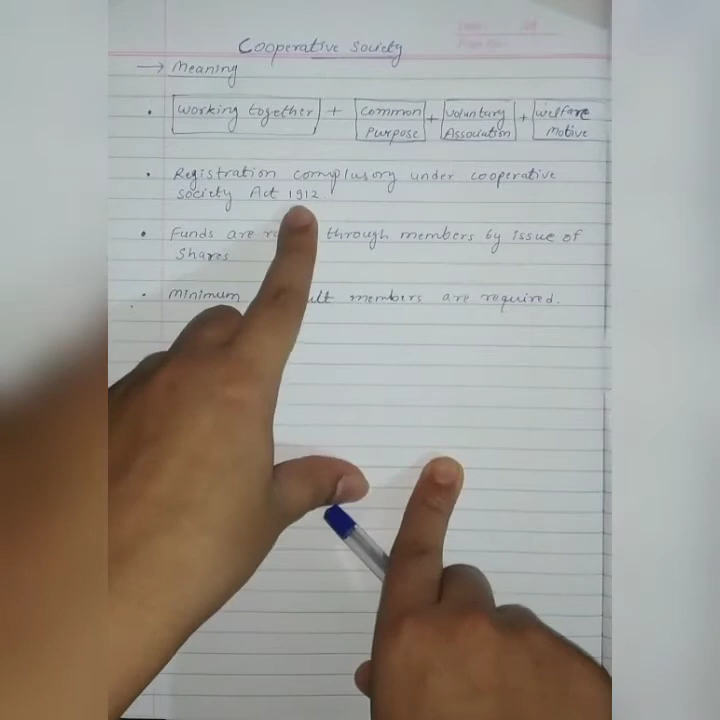 Cooperative Society
→ Meaning
• Working together + Common Purpose + Voluntary Association + Welfare Motive
• Registration complusory under cooperative
society Act 1912
• Funds are through members by issue of
Shares
• Minimum members are required.